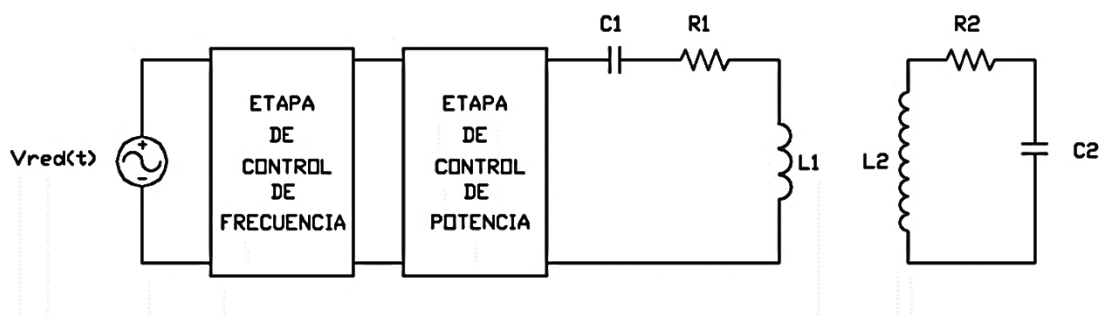 C1
R1
R2
Vred(t)
ETAPA
DE
CONTROL
DE
FRECUENCIA
ETAPA
DE
CONTROL
DE
POTENCIA
L1
L2
C2